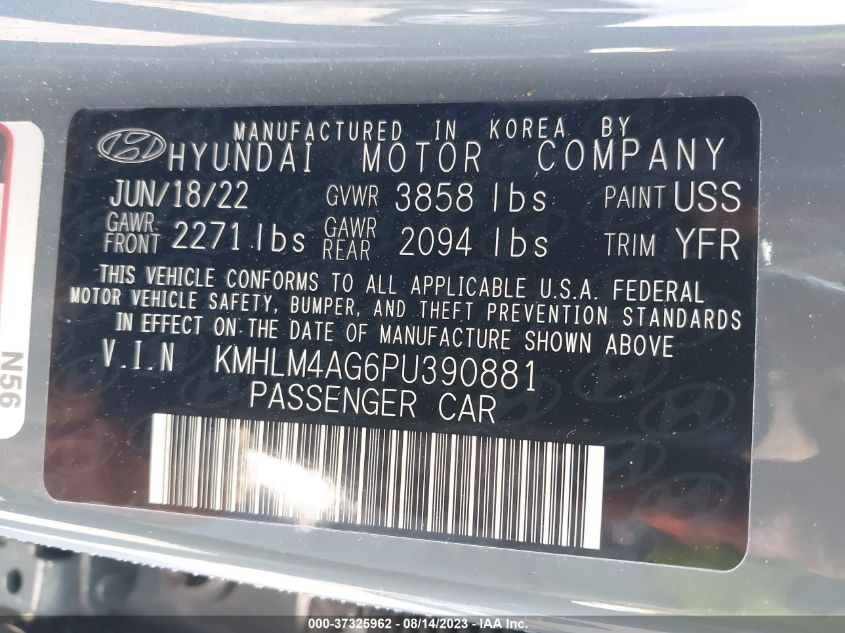 MANUFACTURED IN KOREA BY
HYUNDAI MOTOR COMPANY
JUN/18/22 GVWR 3858 lbs PAINT USS
GAWR FRONT 2271 lbs GAWR REAR 2094 lbs TRIM YFR
THIS VEHICLE CONFORMS TO ALL APPLICABLE U.S.A. FEDERAL
MOTOR VEHICLE SAFETY, BUMPER, AND THEFT PREVENTION STANDARDS
IN EFFECT ON THE DATE OF MANUFACTURE SHOWN ABOVE
V.I.N KMHLM4AG6PU390881
PASSENGER CAR
N56
000-37325962 - 08/14/2023 - © IAA Inc.